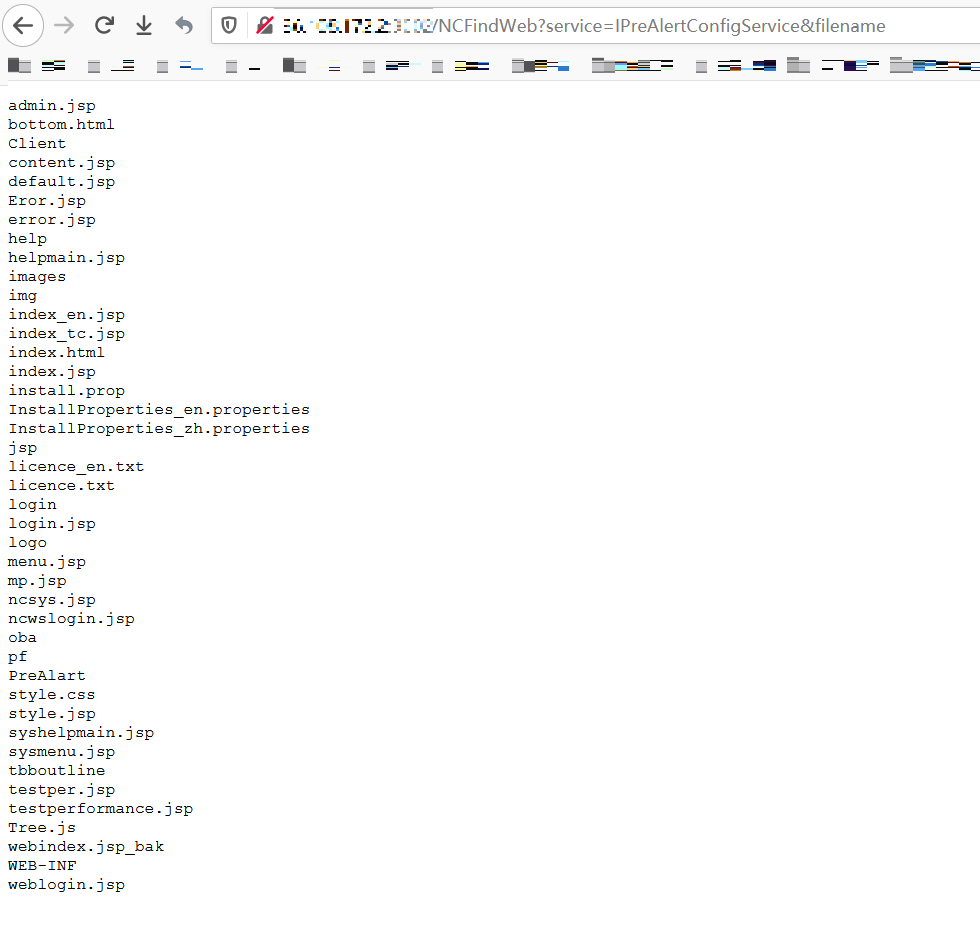 /NCFindWeb?service=IPreAlertConfigService&filename
admin.jsp
bottom.html
Client
content.jsp
default.jsp
Eror.jsp
error.jsp
help
helpmain.jsp
images
img
index_en.jsp
index_tc.jsp
index.html
index.jsp
install.prop
InstallProperties_en.properties
InstallProperties_zh.properties
jsp
licence_en.txt
licence.txt
login
login.jsp
logo
menu.jsp
mp.jsp
ncsys.jsp
ncwslogin.jsp
oba
pf
PreAlart
style.css
style.jsp
syshelpmain.jsp
sysmenu.jsp
tbboutline
testper.jsp
testperformance.jsp
Tree.js
webindex.jsp_bak
WEB-INF
weblogin.jsp